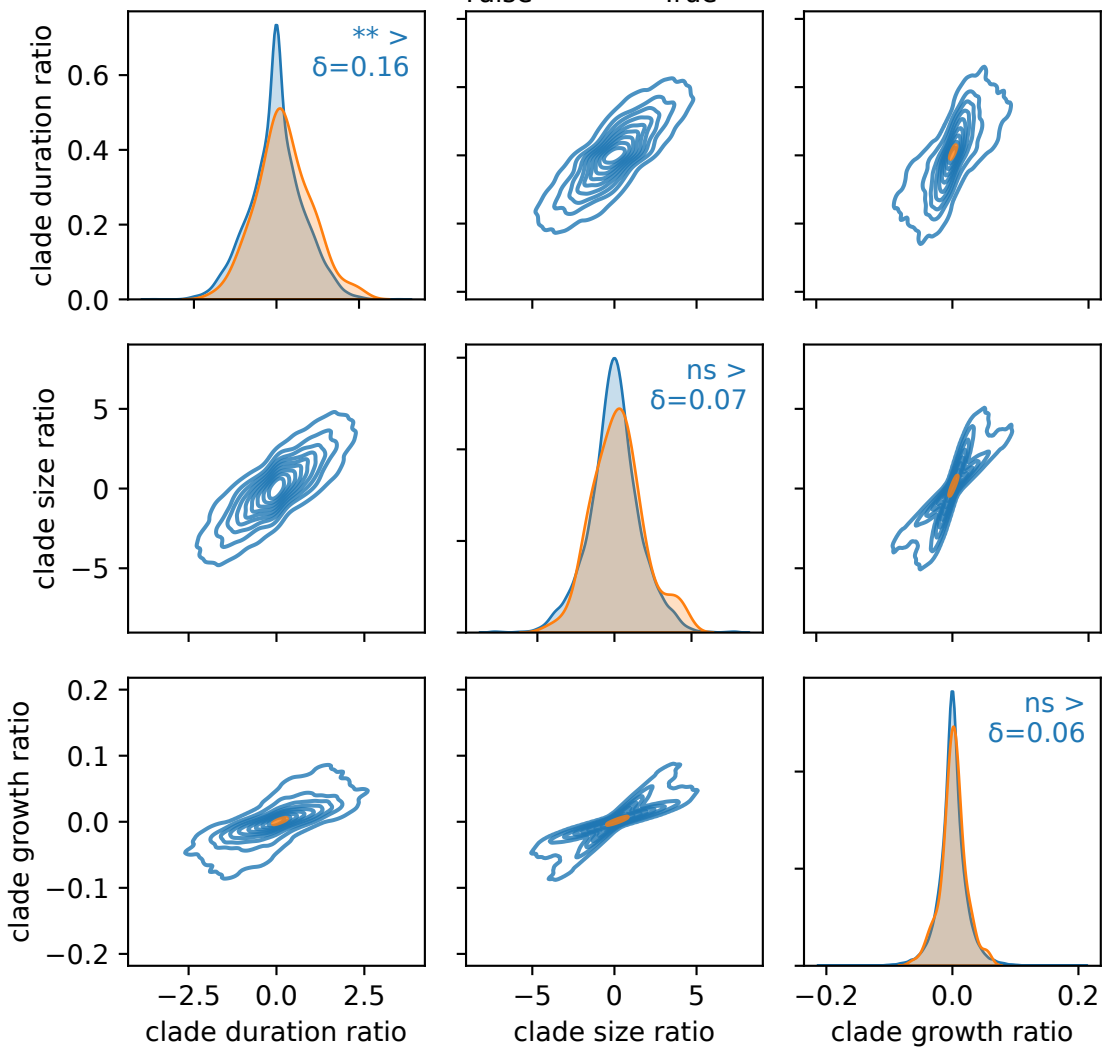 False True
** >
δ=0.16
clade duration ratio
0.6
0.4
0.2
0.0
ns >
δ=0.07
clade size ratio
5
0
−5
ns >
δ=0.06
clade growth ratio
0.2
0.1
0.0
−0.1
−0.2
−2.5 0.0 2.5
−5 0 5
−0.2 0.0 0.2
clade duration ratio
clade size ratio
clade growth ratio